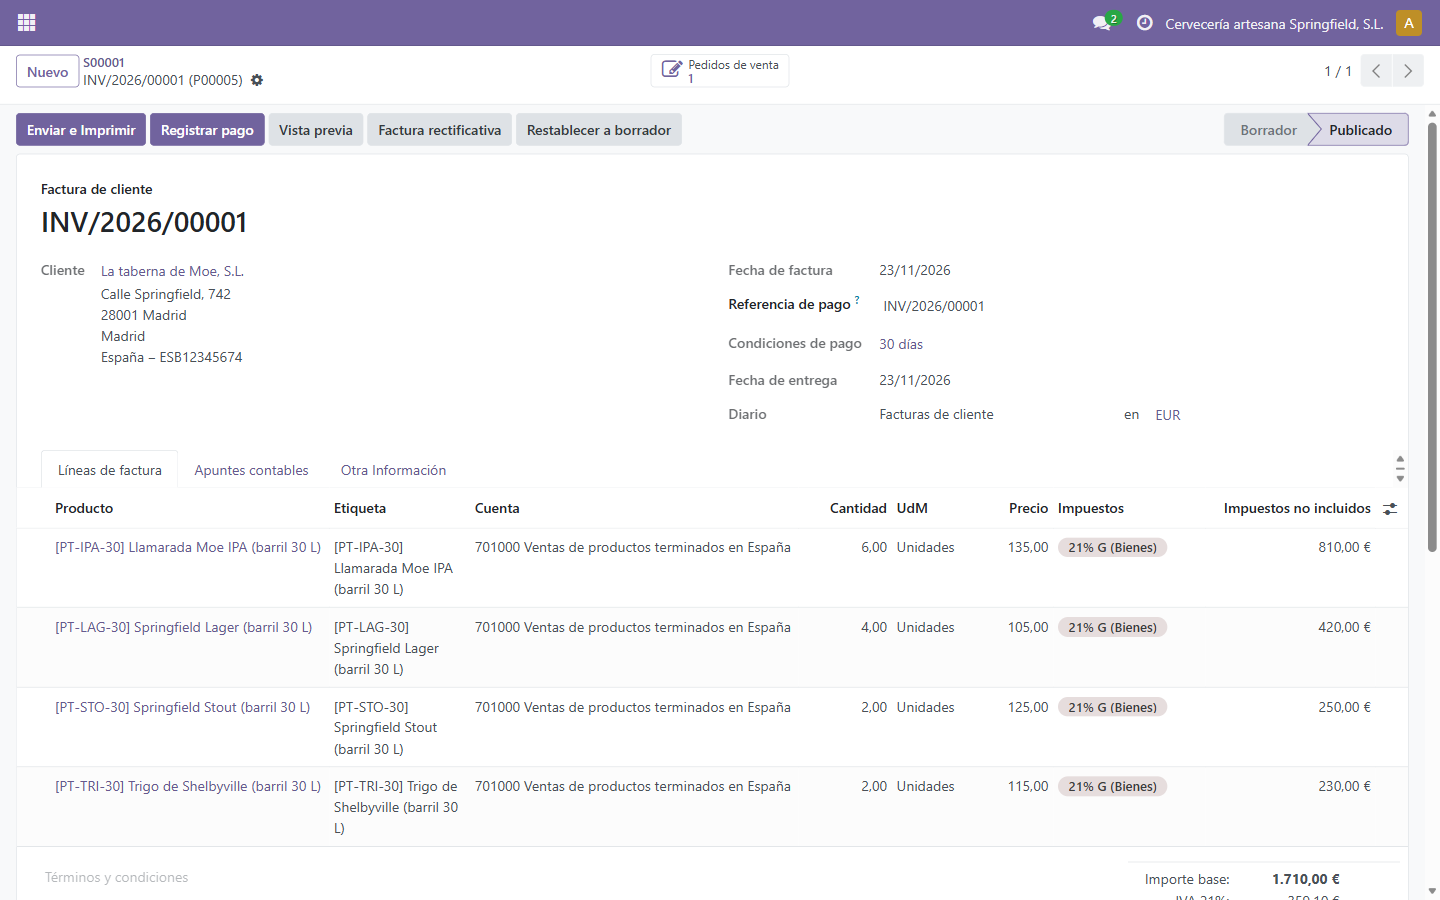 2
Cervecería artesana Springfield, S.L.
A
Nuevo
S00001
INV/2026/00001 (P00005)
Pedidos de venta
1
1 / 1
Enviar e Imprimir
Registrar pago
Vista previa
Factura rectificativa
Restablecer a borrador
Borrador
Publicado
Factura de cliente
INV/2026/00001
Cliente
La taberna de Moe, S.L.
Calle Springfield, 742
28001 Madrid
Madrid
España – ESB12345674
Fecha de factura
23/11/2026
Referencia de pago ?
INV/2026/00001
Condiciones de pago
30 días
Fecha de entrega
23/11/2026
Diario
Facturas de cliente
en
EUR
Líneas de factura
Apuntes contables
Otra Información
Producto Etiqueta Cuenta Cantidad UdM Precio Impuestos Impuestos no incluidos
[PT-IPA-30] Llamarada Moe IPA (barril 30 L) [PT-IPA-30] 701000 Ventas de productos terminados en España 6,00 Unidades 135,00 21% G (Bienes) 810,00 €
Llamarada Moe IPA
(barril 30 L)
[PT-LAG-30] Springfield Lager (barril 30 L) [PT-LAG-30] 701000 Ventas de productos terminados en España 4,00 Unidades 105,00 21% G (Bienes) 420,00 €
Springfield Lager
(barril 30 L)
[PT-STO-30] Springfield Stout (barril 30 L) [PT-STO-30] 701000 Ventas de productos terminados en España 2,00 Unidades 125,00 21% G (Bienes) 250,00 €
Springfield Stout
(barril 30 L)
[PT-TRI-30] Trigo de Shelbyville (barril 30 L) [PT-TRI-30] Trigo de 701000 Ventas de productos terminados en España 2,00 Unidades 115,00 21% G (Bienes) 230,00 €
Shelbyville (barril 30
L)
Términos y condiciones
Importe base: 1.710,00 €
IVA 21%: 359,10 €